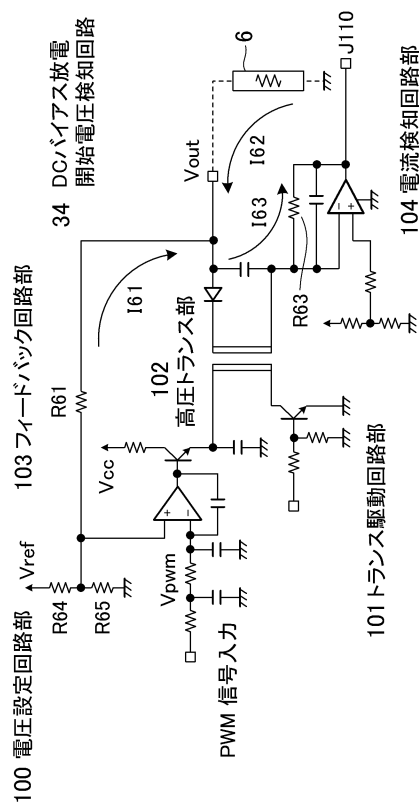 34 DCバイアス放電
開始電圧検知回路
100 電圧設定回路部
103 フィードバック回路部
102
高圧トランス部
101トランス駆動回路部
104 電流検知回路部
Vref
R64
R65
R61
I61
Vcc
Vpwm
PWM 信号入力
Vout
6
I62
I63
R63
J110
+
−
−
+